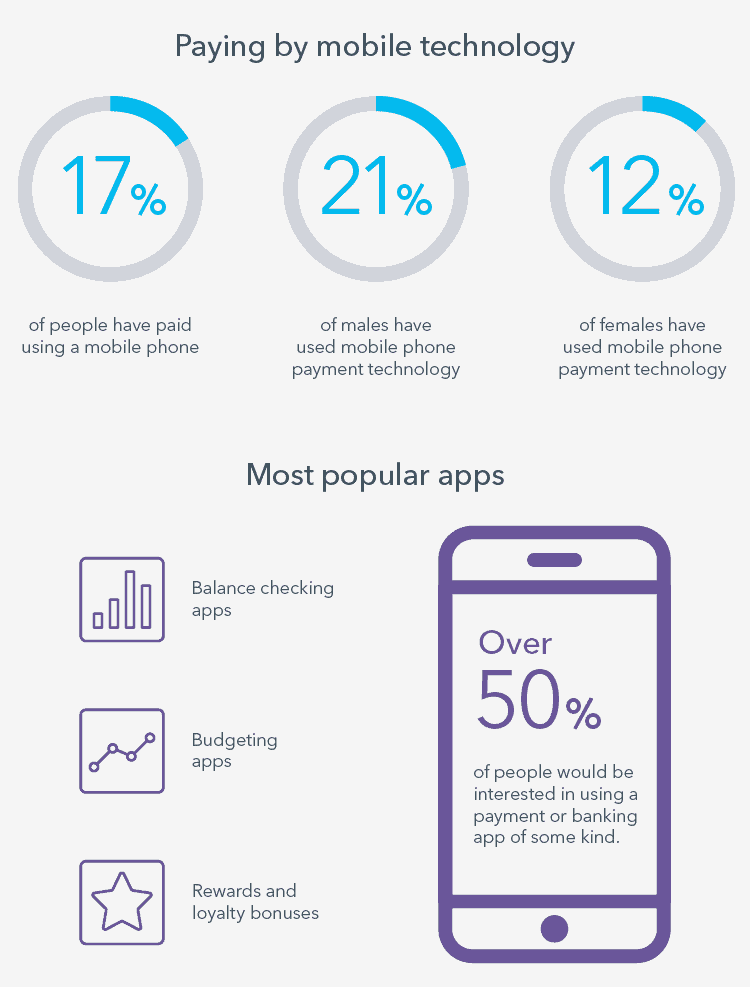 Paying by mobile technology
17%
21%
12%
of people have paid
using a mobile phone
of males have
used mobile phone
payment technology
of females have
used mobile phone
payment technology
Most popular apps
Balance checking
apps
Budgeting
apps
Rewards and
loyalty bonuses
Over
50%
of people would be
interested in using a
payment or banking
app of some kind.